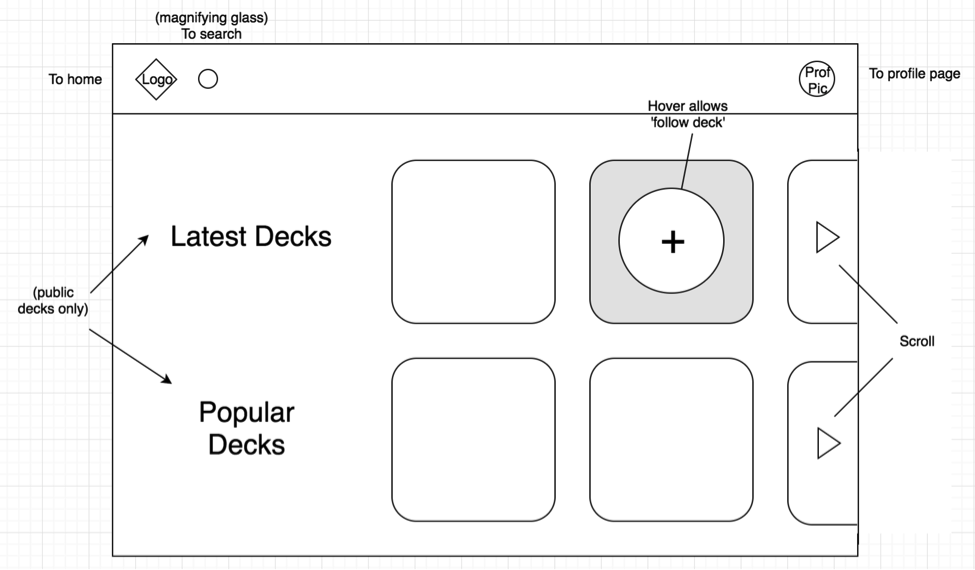 (magnifying glass)
To search
To home
Logo
Prof
Pic
To profile page
Hover allows
'follow deck'
Latest Decks
+
(public
decks only)
Scroll
Popular
Decks